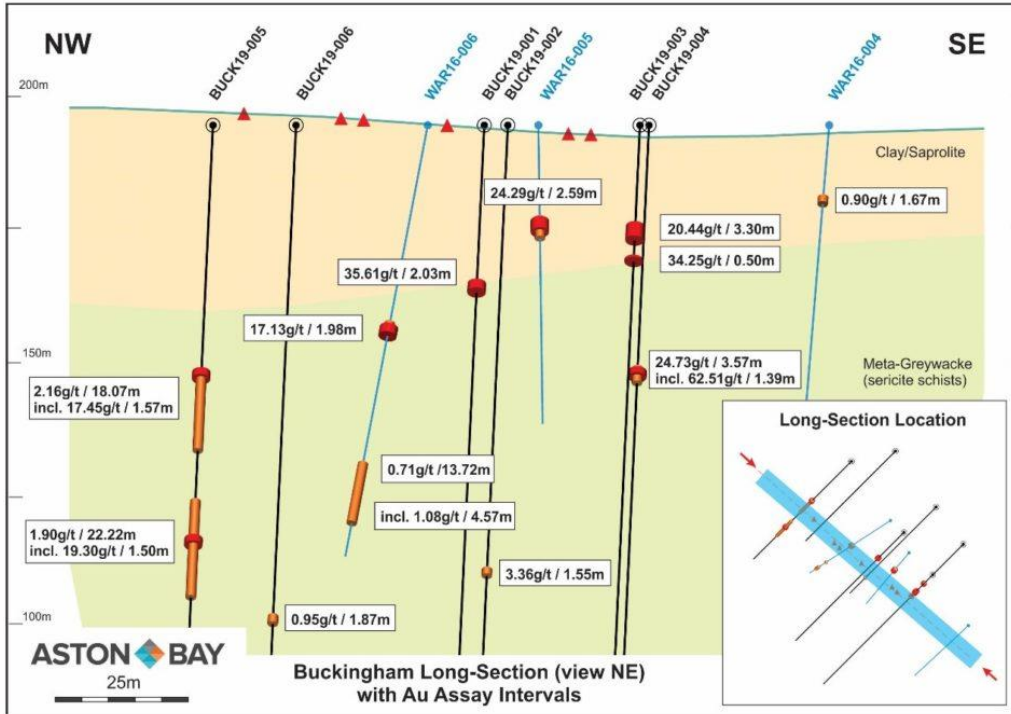 NW
BUCK19-005
BUCK19-006
WAR16-006
BUCK19-001
BUCK19-002
WAR16-005
BUCK19-003
BUCK19-004
WAR16-004
SE
200m
Clay/Saprolite
24.29g/t / 2.59m
0.90g/t / 1.67m
20.44g/t / 3.30m
35.61g/t / 2.03m
34.25g/t / 0.50m
17.13g/t / 1.98m
150m
24.73g/t / 3.57m
incl. 62.51g/t / 1.39m
Meta-Greywacke
(sericite schists)
2.16g/t / 18.07m
incl. 17.45g/t / 1.57m
Long-Section Location
0.71g/t /13.72m
incl. 1.08g/t / 4.57m
1.90g/t / 22.22m
incl. 19.30g/t / 1.50m
3.36g/t / 1.55m
0.95g/t / 1.87m
100m
ASTON BAY
25m
Buckingham Long-Section (view NE)
with Au Assay Intervals